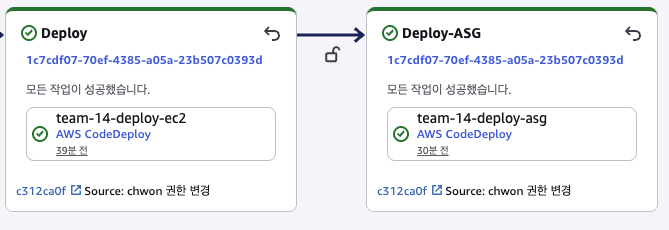 Deploy
1c7cdf07-70ef-4385-a05a-23b507c0393d
모든 작업이 성공했습니다.
team-14-deploy-ec2
AWS CodeDeploy
39분 전
c312ca0f Source: chwon 권한 변경
Deploy-ASG
1c7cdf07-70ef-4385-a05a-23b507c0393d
모든 작업이 성공했습니다.
team-14-deploy-asg
AWS CodeDeploy
30분 전
c312ca0f Source: chwon 권한 변경